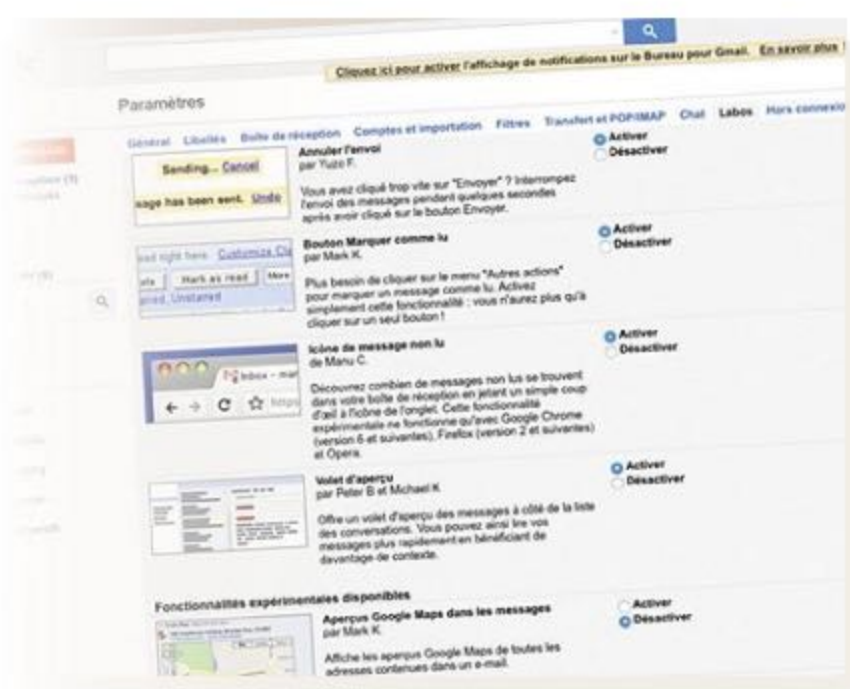 Cliquez ici pour activer l'affichage de notifications sur le Bureau pour Gmail. En savoir plus
Paramètres
Général Libellés Boîte de réception Comptes et importation Filtres Transfert et POP/IMAP Chat Labos Hors connexio
Sending... Cancel
sage has been sent. Undo
Annuler l'envoi
par Yuzo F.
Vous avez cliqué trop vite sur "Envoyer" ? Interrompez
l'envoi des messages pendant quelques secondes
après avoir cliqué sur le bouton Envoyer.
Activer
Désactiver
ead right here. Customize
Mark as read More
Unstarred
Bouton Marquer comme lu
par Mark K.
Plus besoin de cliquer sur le menu "Autres actions"
pour marquer un message comme lu. Activez
simplement cette fonctionnalité : vous n'aurez plus qu'à
cliquer sur un seul bouton !
Activer
Désactiver
Inbox - mar
https
Icône de message non lu
de Manu C.
Découvrez combien de messages non lus se trouvent
dans votre boîte de réception en jetant un simple coup
d'œil à l'icône de l'onglet. Cette fonctionnalité
expérimentale ne fonctionne qu'avec Google Chrome
(version 6 et suivantes), Firefox (version 2 et suivantes)
et Opera.
Activer
Désactiver
Volet d'aperçu
par Peter B et Michael K
Offre un volet d'aperçu des messages à côté de la liste
des conversations. Vous pouvez ainsi lire vos
messages plus rapidement en bénéficiant de
davantage de contexte.
Activer
Désactiver
Fonctionnalités expérimentales disponibles
Aperçus Google Maps dans les messages
par Mark K
Affiche les aperçus Google Maps de toutes les
adresses contenues dans un e-mail.
Activer
Désactiver